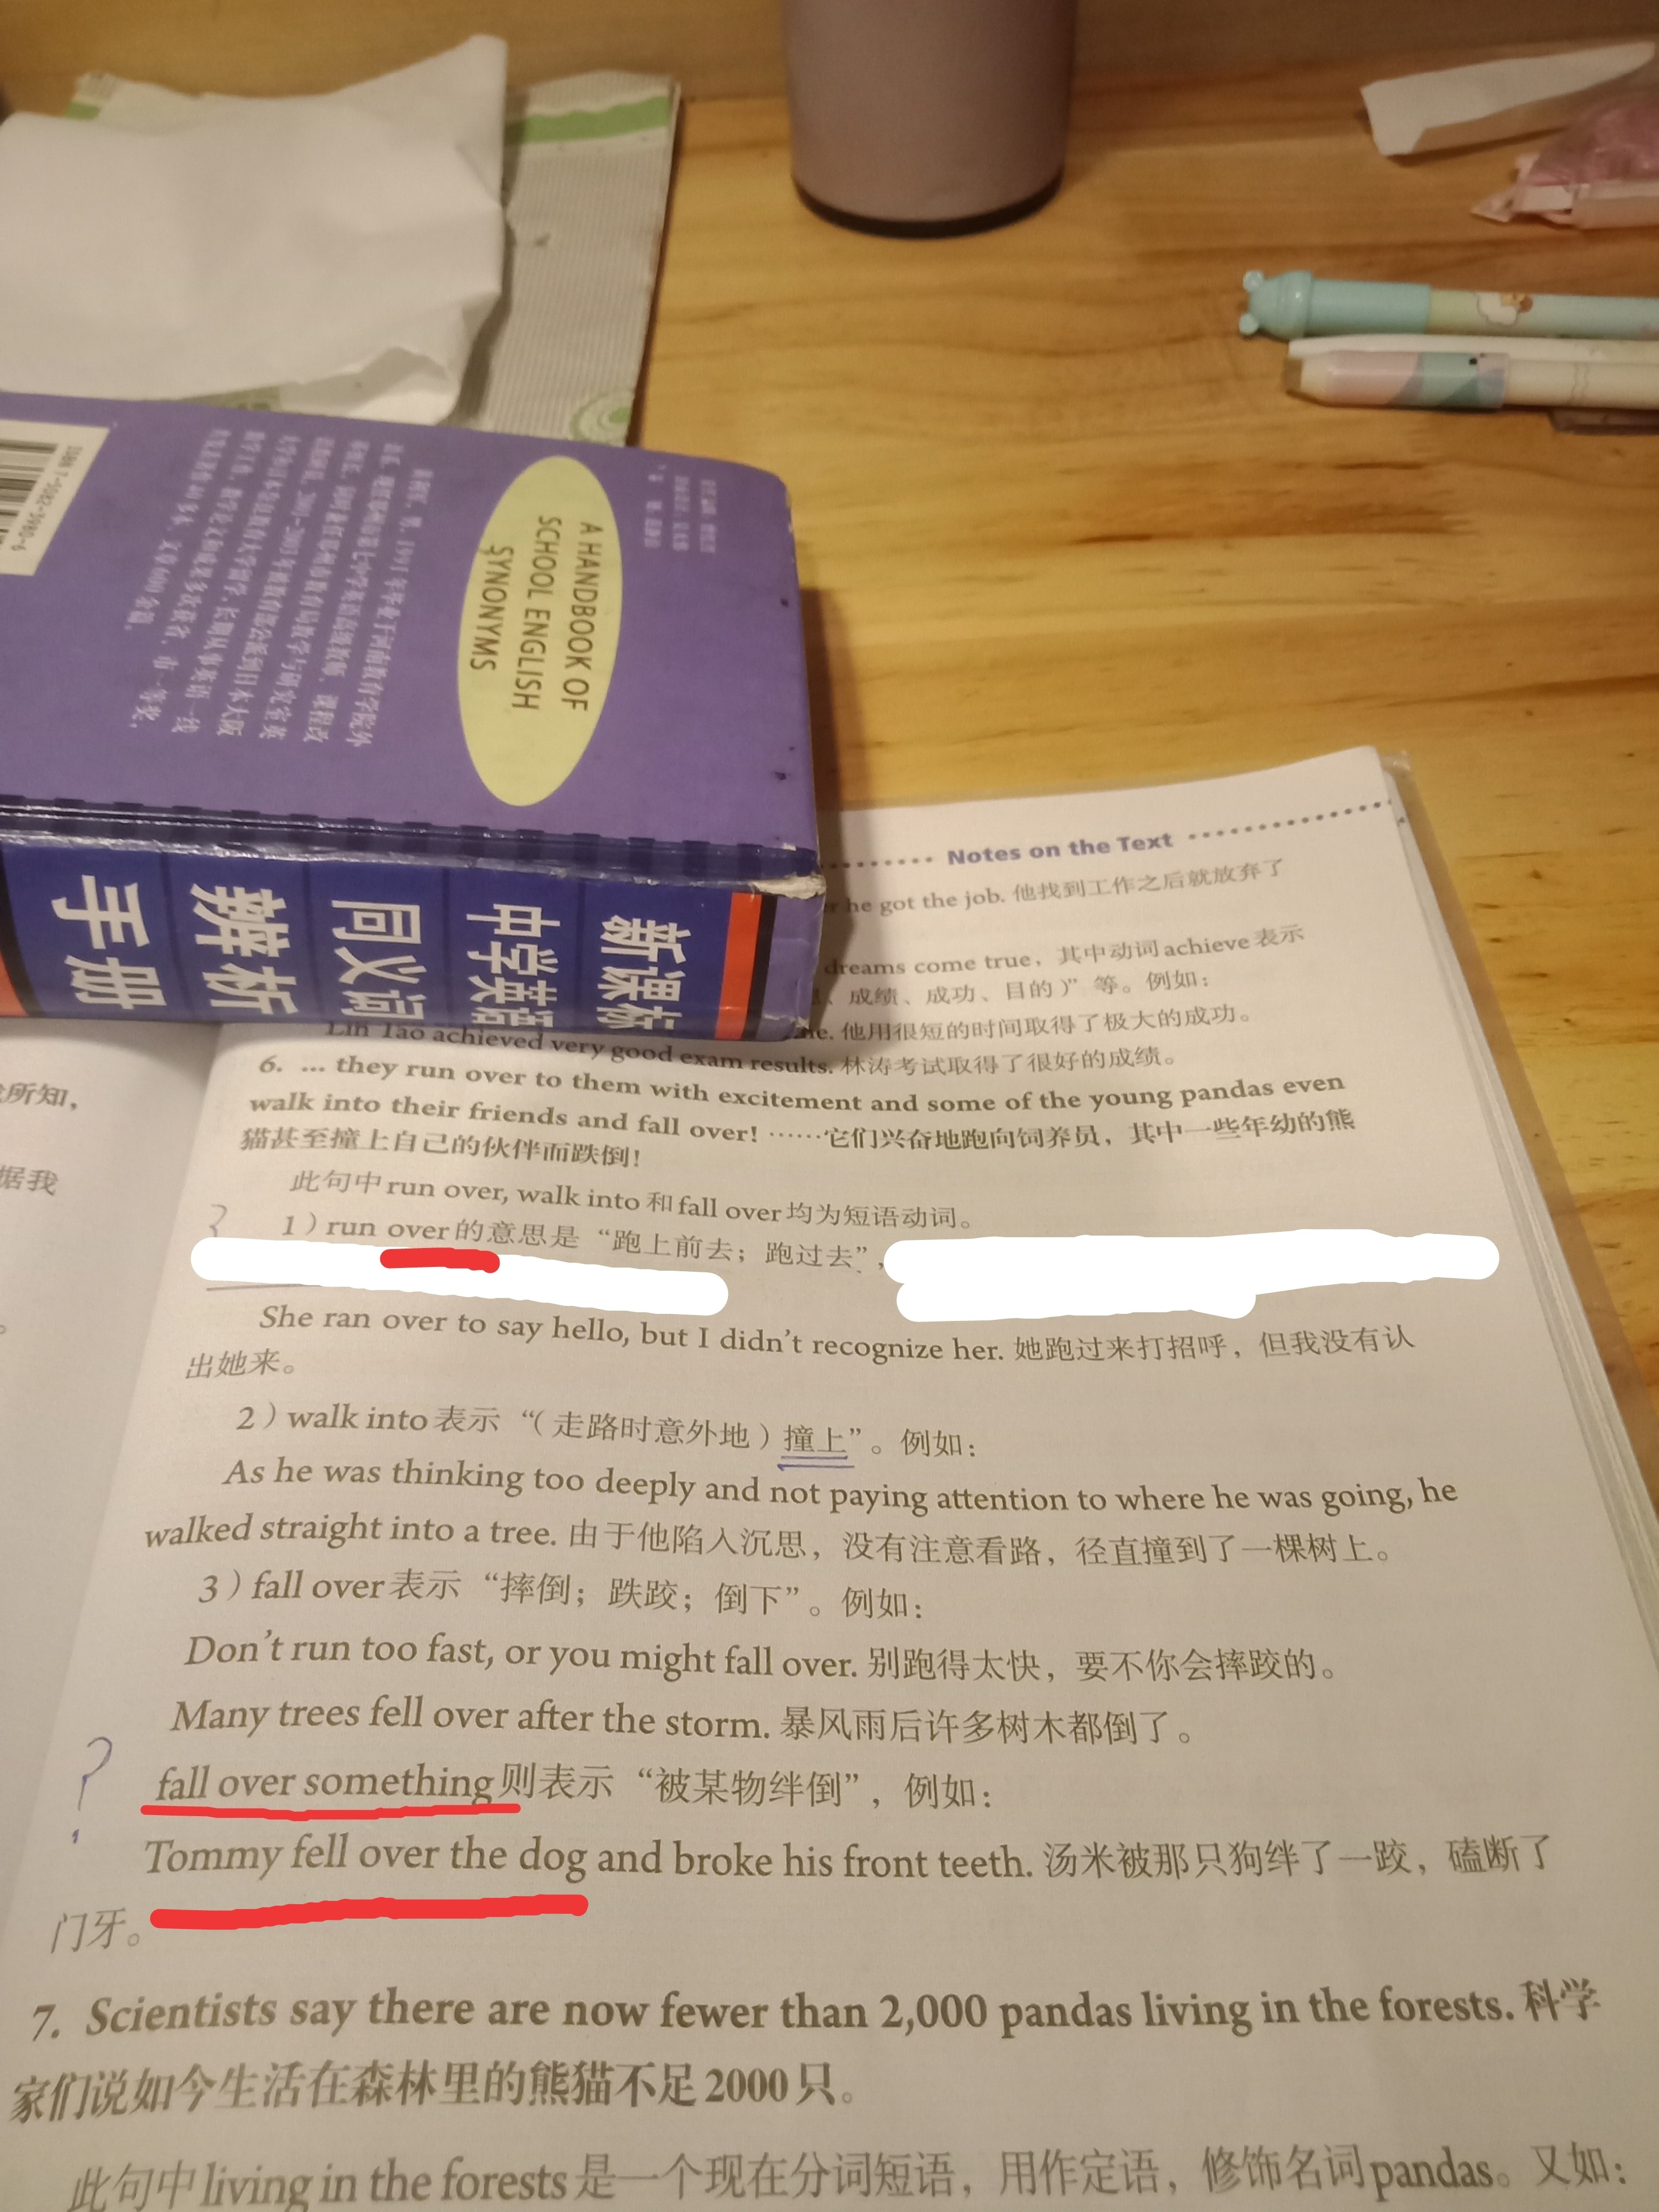 A HANDBOOK OF
SCHOOL ENGLISH
SYNONYMS
ISBN 7-5082-3980-6
新课标
中学英语
同义词
辨析
手册
Notes on the Text
he got the job. 他找到工作之后就放弃了
dreams come true，其中动词achieve表示
、成绩、成功、目的）”等。例如：
他用很短的时间取得了极大的成功。
Lin Tao achieved very good exam results. 林涛考试取得了很好的成绩。
6. ... they run over to them with excitement and some of the young pandas even
walk into their friends and fall over! ……它们兴奋地跑向饲养员，其中一些年幼的熊
猫甚至撞上自己的伙伴而跌倒！
此句中run over, walk into和fall over均为短语动词。
? 1）run over的意思是“跑上前去；跑过去”，
She ran over to say hello, but I didn't recognize her. 她跑过来打招呼，但我没有认
出她来。
2）walk into表示“（走路时意外地）撞上”。例如：
As he was thinking too deeply and not paying attention to where he was going, he
walked straight into a tree. 由于他陷入沉思，没有注意看路，径直撞到了一棵树上。
3）fall over表示“摔倒；跌跤；倒下”。例如：
Don't run too fast, or you might fall over. 别跑得太快，要不你会摔跤的。
Many trees fell over after the storm. 暴风雨后许多树木都倒了。
? fall over something则表示“被某物绊倒”，例如：
Tommy fell over the dog and broke his front teeth. 汤米被那只狗绊了一跤，磕断了
门牙。
7. Scientists say there are now fewer than 2,000 pandas living in the forests. 科学
家们说如今生活在森林里的熊猫不足2000只。
此句中living in the forests是一个现在分词短语，用作定语，修饰名词pandas。又如：
所知，
据我